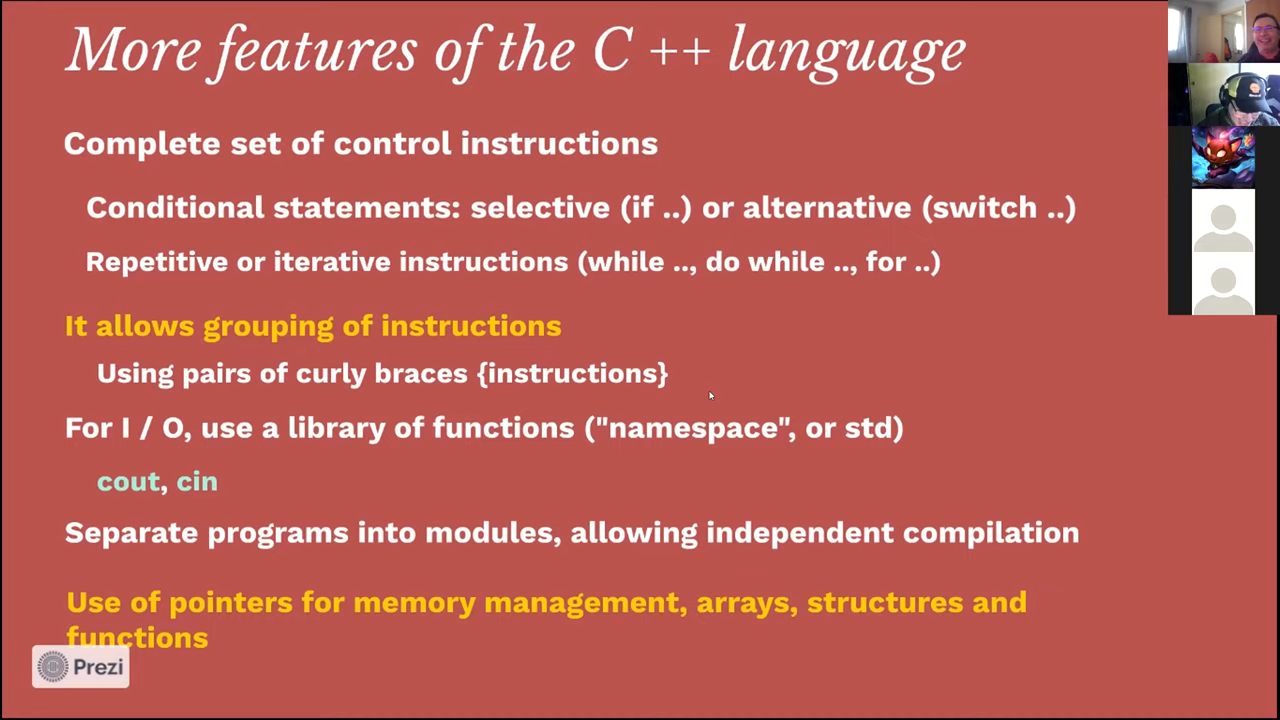 More features of the C ++ language
Complete set of control instructions
Conditional statements: selective (if ..) or alternative (switch ..)
Repetitive or iterative instructions (while .., do while .., for ..)
It allows grouping of instructions
Using pairs of curly braces {instructions}
For I / O, use a library of functions ("namespace", or std)
cout, cin
Separate programs into modules, allowing independent compilation
Use of pointers for memory management, arrays, structures and
functions
Prezi